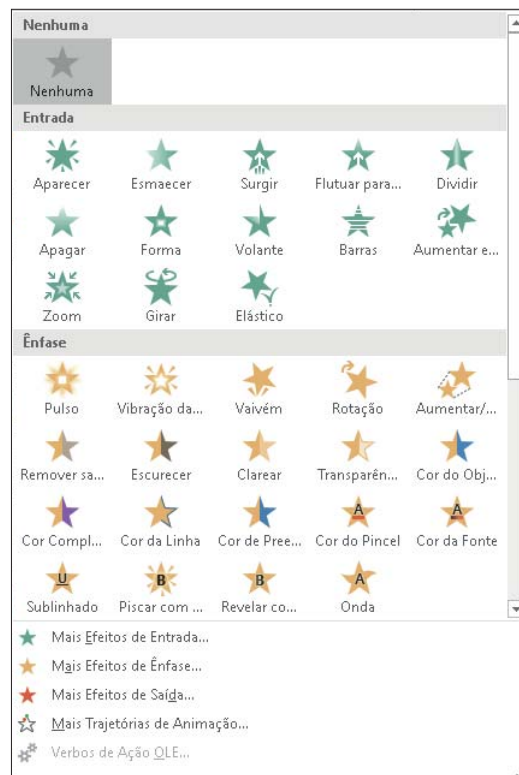 Nenhuma
Nenhuma
Entrada
Aparecer Esmaecer Surgir Flutuar para... Dividir
Apagar Forma Volante Barras Aumentar e...
Zoom Girar Elástico
Ênfase
Pulso Vibração da... Vaivém Rotação Aumentar/...
Remover sa... Escurecer Clarear Transparên... Cor do Obj...
Cor Compl... Cor da Linha Cor de Pree... Cor do Pincel Cor da Fonte
Sublinhado Piscar com ... Revelar co... Onda
Mais Efeitos de Entrada...
Mais Efeitos de Ênfase...
Mais Efeitos de Saída...
Mais Trajetórias de Animação...
Verbos de Ação OLE...